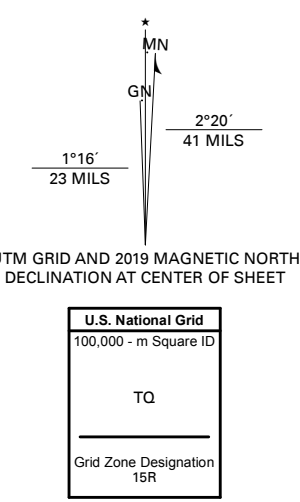 MN
GN
2°20´
41 MILS
1°16´
23 MILS
UTM GRID AND 2019 MAGNETIC NORTH
DECLINATION AT CENTER OF SHEET
U.S. National Grid
100,000 - m Square ID
TQ
Grid Zone Designation
15R